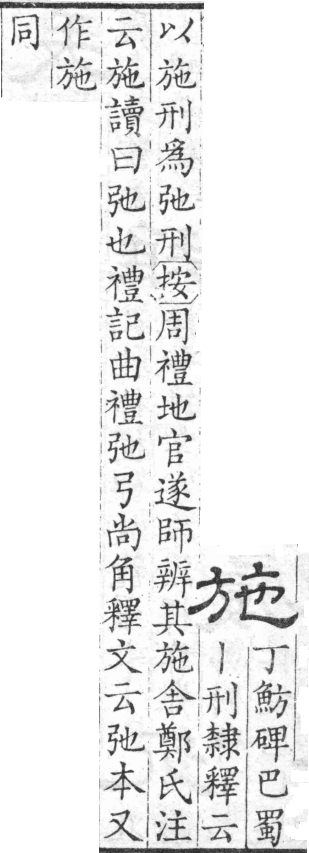 施
丁魴碑巴蜀
丨刑隸釋云
以施刑爲弛刑按周禮地官遂師辨其施舍鄭氏注
云施讀曰弛也禮記曲禮弛弓尚角釋文云弛本又
作施
同